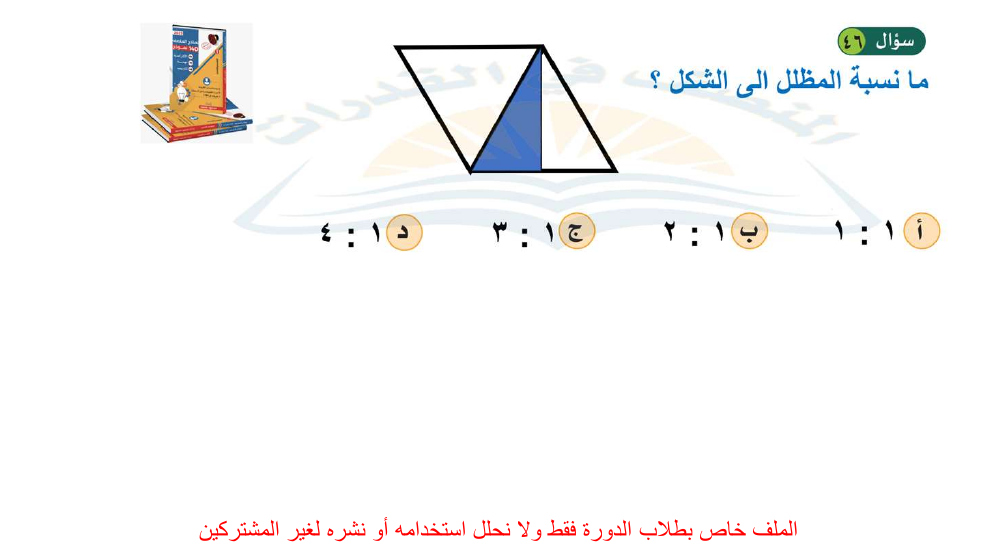 سؤال ٤٦
ما نسبة المظلل الى الشكل ؟
أ ١ : ١ ب ١ : ٢ ج ١ : ٣ د ١ : ٤
الملف خاص بطلاب الدورة فقط ولا نحلل استخدامه أو نشره لغير المشتركين